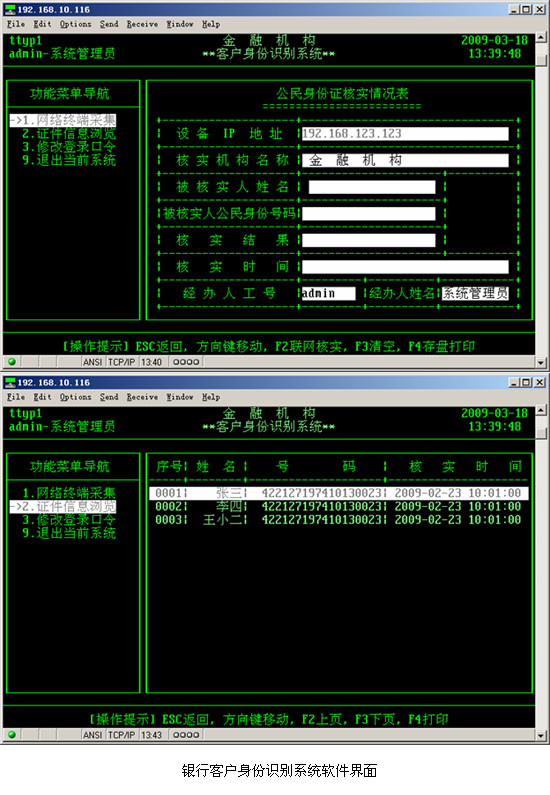 192.168.10.116
File Edit Options Send Receive Window Help
ttyp1 金 融 机 构 2009-03-18
admin-系统管理员 **客户身份识别系统** 13:39:48
功能菜单导航
->1.网络终端采集
2.证件信息浏览
3.修改登录口令
9.退出当前系统
公民身份证核实情况表
========================
设备 IP 地址 192.168.123.123
核实机构名称 金 融 机 构
被核实人姓名
被核实人公民身份号码
核 实 结 果
核 实 时 间
经办人工号 admin 经办人姓名 系统管理员
[操作提示] ESC返回, 方向键移动, F2联网核实, F3清空, F4存盘打印
ANSI TCP/IP 13:40
192.168.10.116
File Edit Options Send Receive Window Help
ttyp1 金 融 机 构 2009-03-18
admin-系统管理员 **客户身份识别系统** 13:39:48
功能菜单导航
1.网络终端采集
->2.证件信息浏览
3.修改登录口令
9.退出当前系统
序号 姓 名 号 码 核 实 时 间
0001 张三 422127197410130023 2009-02-23 10:01:00
0002 李四 422127197410130023 2009-02-23 10:01:00
0003 王小二 422127197410130023 2009-02-23 10:01:00
[操作提示] ESC返回, 方向键移动, F2上页, F3下页, F4打印
ANSI TCP/IP 13:43
银行客户身份识别系统软件界面